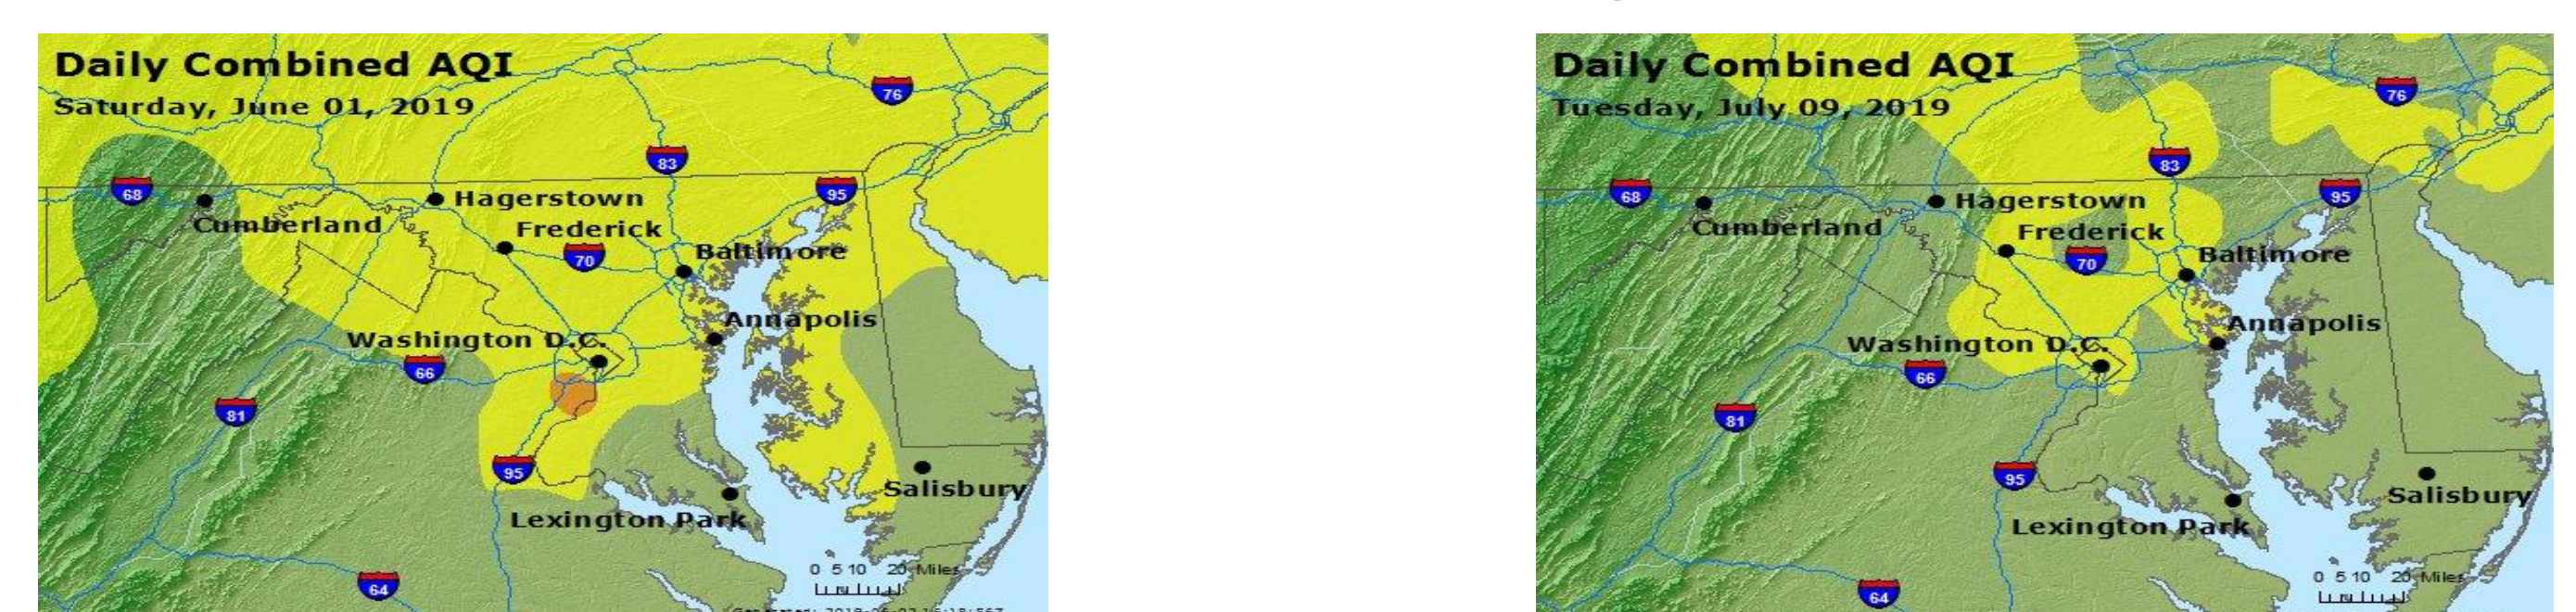 Daily Combined AQI
Saturday, June 01, 2019
76
83
68
95
Hagerstown
Cumberland
Frederick
70
Baltimore
Annapolis
Washington D.C.
66
81
95
Salisbury
Lexington Park
0 5 10 20 Miles
64
Daily Combined AQI
Tuesday, July 09, 2019
76
83
68
95
Hagerstown
Cumberland
Frederick
70
Baltimore
Annapolis
Washington D.C.
66
81
95
Salisbury
Lexington Park
0 5 10 20 Miles
64